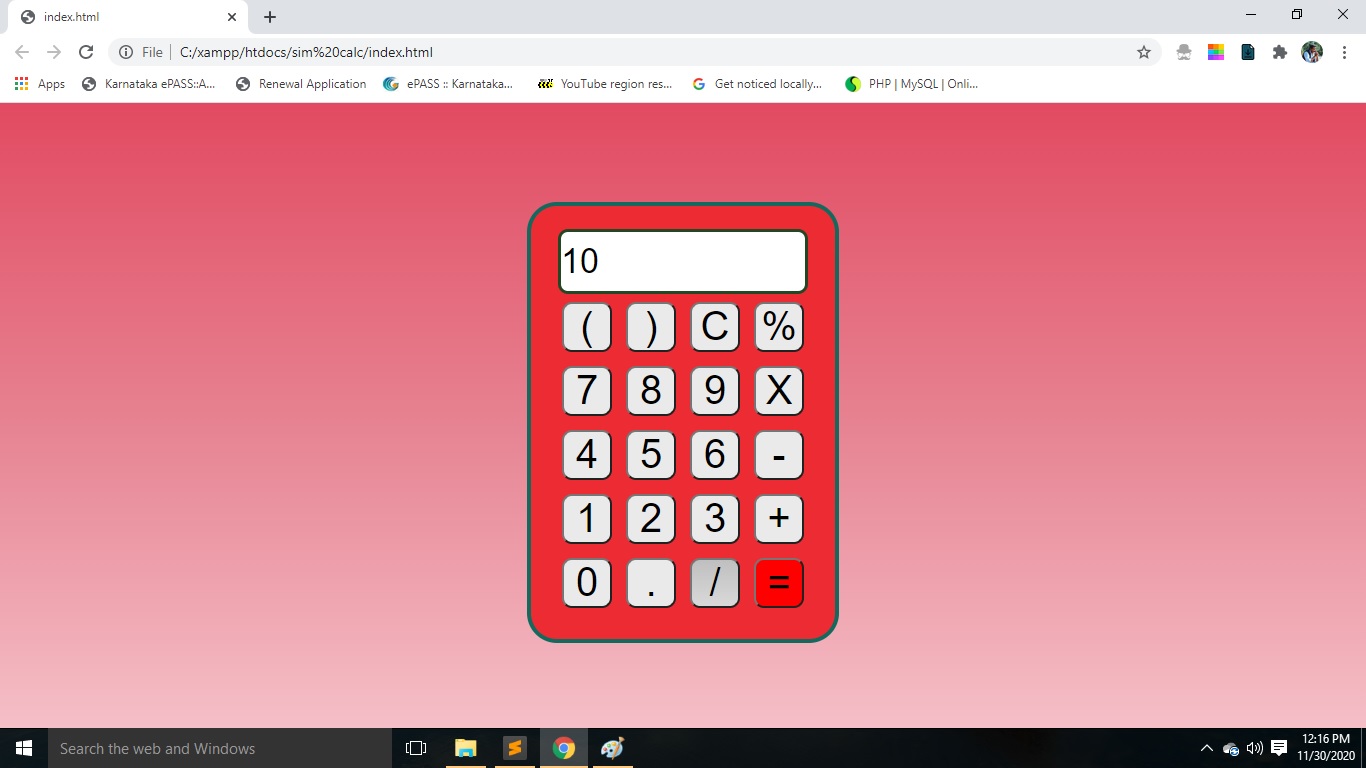 index.html
File | C:/xampp/htdocs/sim%20calc/index.html
Apps Karnataka ePASS::A... Renewal Application ePASS :: Karnataka... YouTube region res... Get noticed locally... PHP | MySQL | Onli...
10
( ) C %
7 8 9 X
4 5 6 -
1 2 3 +
0 . / =
Search the web and Windows
12:16 PM
11/30/2020